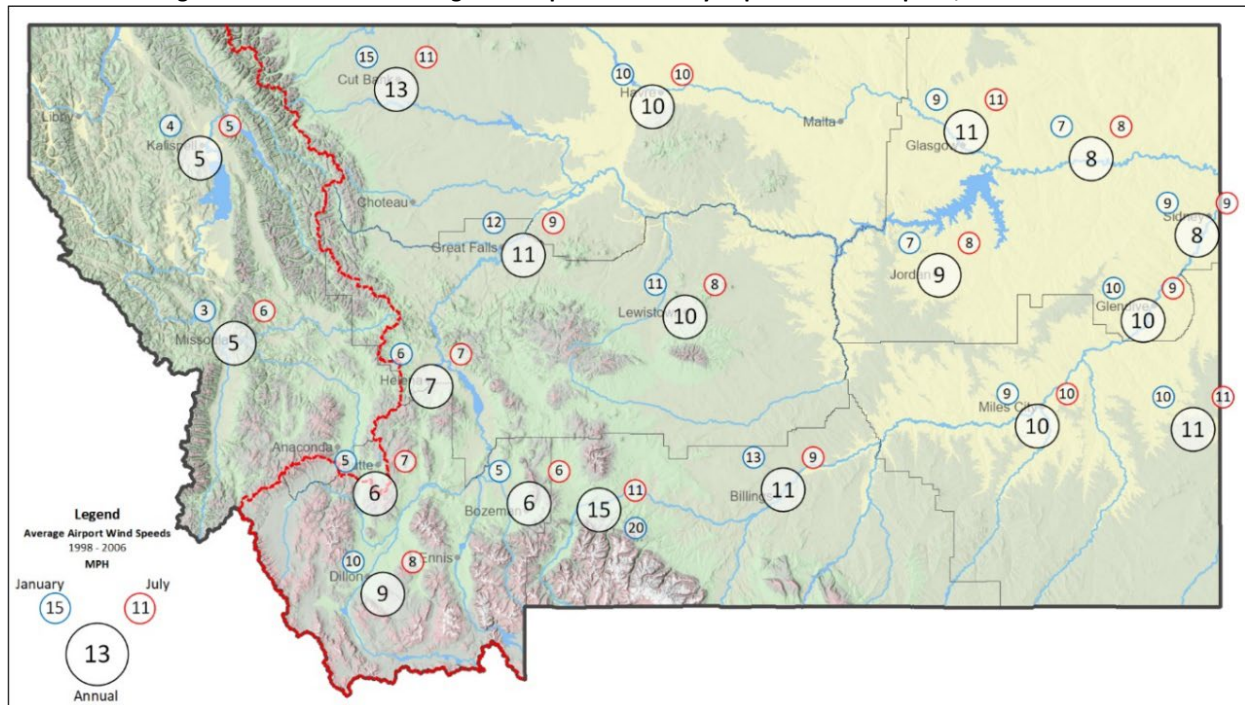 15
11
Cut Bank
13
10
10
Havre
10
Libby
Malta
9
11
Glasgow
11
7
8
8
4
5
Kalispell
5
Choteau
12
9
Great Falls
11
9
9
Sidney
8
7
8
Jordan
9
11
8
Lewistown
10
10
9
Glendive
10
3
6
Missoula
5
6
7
Helena
7
9
10
Miles City
10
10
11
11
Anaconda
5
7
tte
6
5
6
Bozeman
6
11
15
20
13
9
Billings
11
10
8
Dillon
9
Ennis
Legend
Average Airport Wind Speeds
1998 - 2006
MPH
January
July
15
11
13
Annual